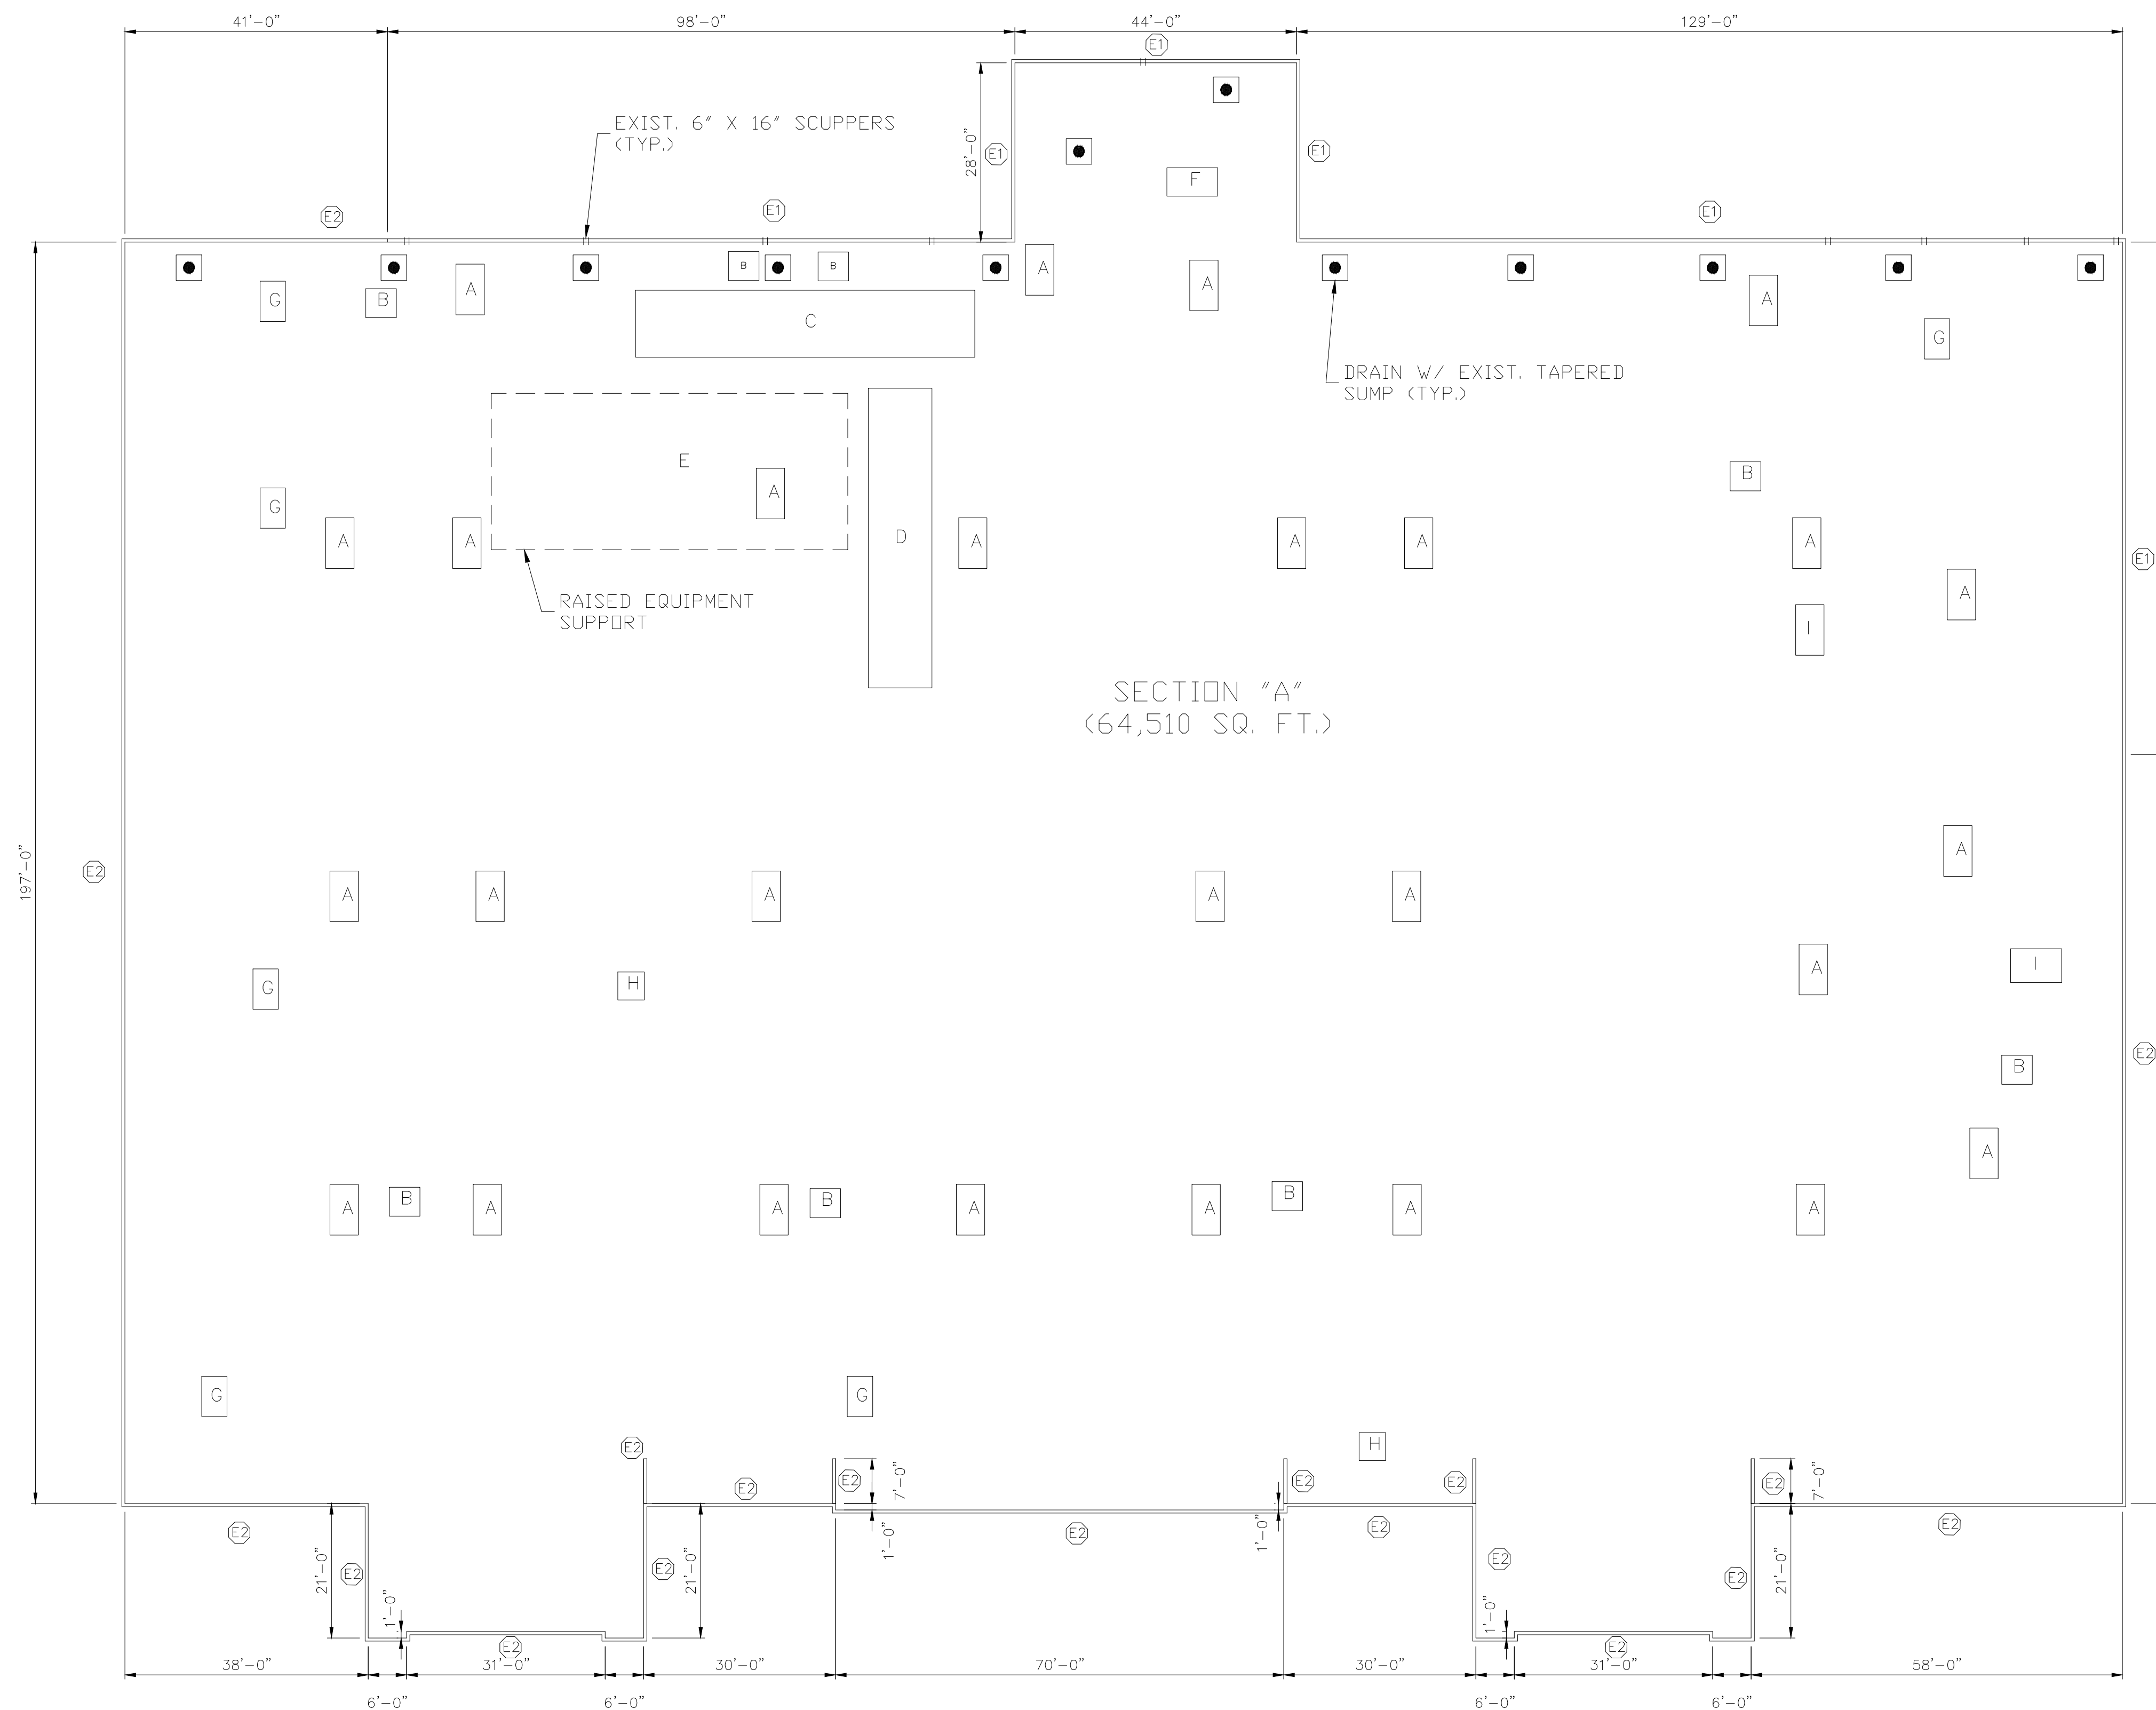 41'-0" 98'-0" 44'-0" 129'-0"
E1
EXIST. 6" X 16" SCUPPERS
(TYP.)
28'-0"
E1 E1
F
E2 E1 E1
B B
A A
G B A A G
C
DRAIN W/ EXIST. TAPERED
SUMP (TYP.)
E
B
A
G
D
A A A A A A
E1
RAISED EQUIPMENT
SUPPORT
A
I
SECTION "A"
(64,510 SQ. FT.)
197'-0"
E2
A
A A A A A
A I
G H
E2
B
A
B B B
A A A A A A A
G G
H
E2
E2 E2 E2 E2 E2
7'-0" 7'-0"
E2 E2 E2 E2
1'-0" 1'-0"
21'-0" E2 E2 21'-0" E2 E2 21'-0"
1'-0" 1'-0"
E2 E2
38'-0" 31'-0" 30'-0" 70'-0" 30'-0" 31'-0" 58'-0"
6'-0" 6'-0" 6'-0" 6'-0"